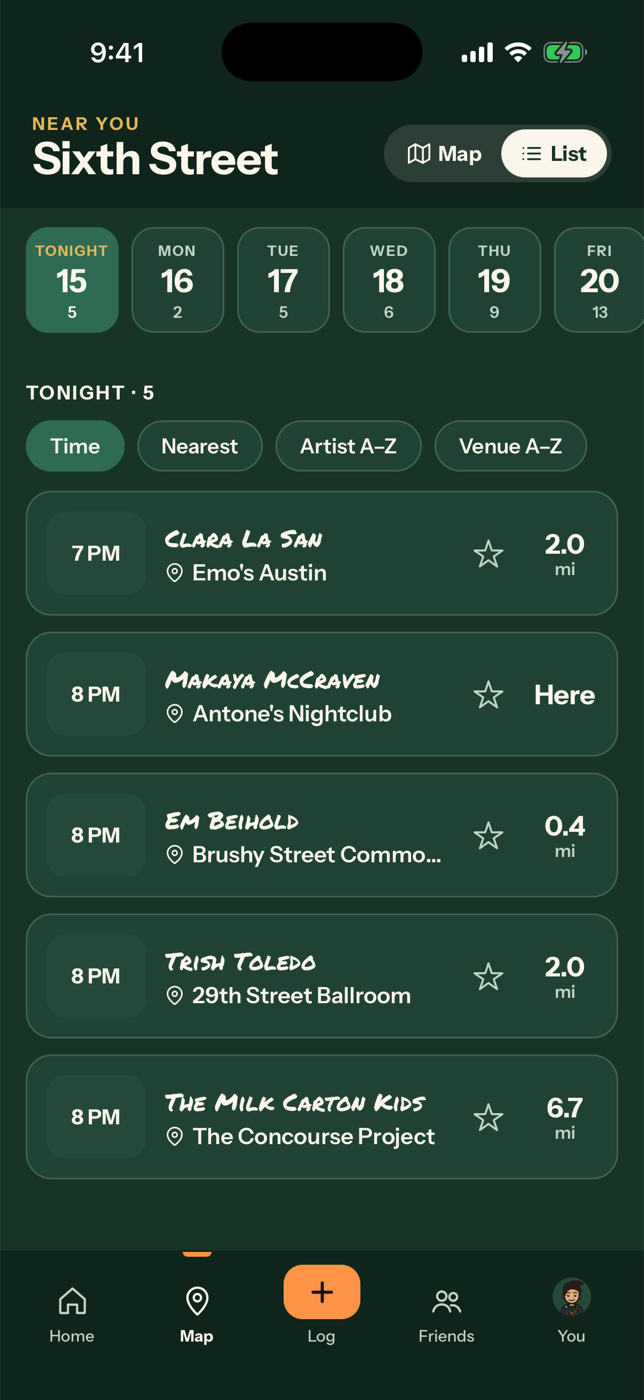 9:41
NEAR YOU
Sixth Street
Map
List
TONIGHT
15
5
MON
16
2
TUE
17
5
WED
18
6
THU
19
9
FRI
20
13
TONIGHT · 5
Time
Nearest
Artist A–Z
Venue A–Z
7 PM
Clara La San
Emo's Austin
2.0
mi
8 PM
Makaya McCraven
Antone's Nightclub
Here
8 PM
Em Beihold
Brushy Street Commo...
0.4
mi
8 PM
Trish Toledo
29th Street Ballroom
2.0
mi
8 PM
The Milk Carton Kids
The Concourse Project
6.7
mi
Home
Map
Log
Friends
You